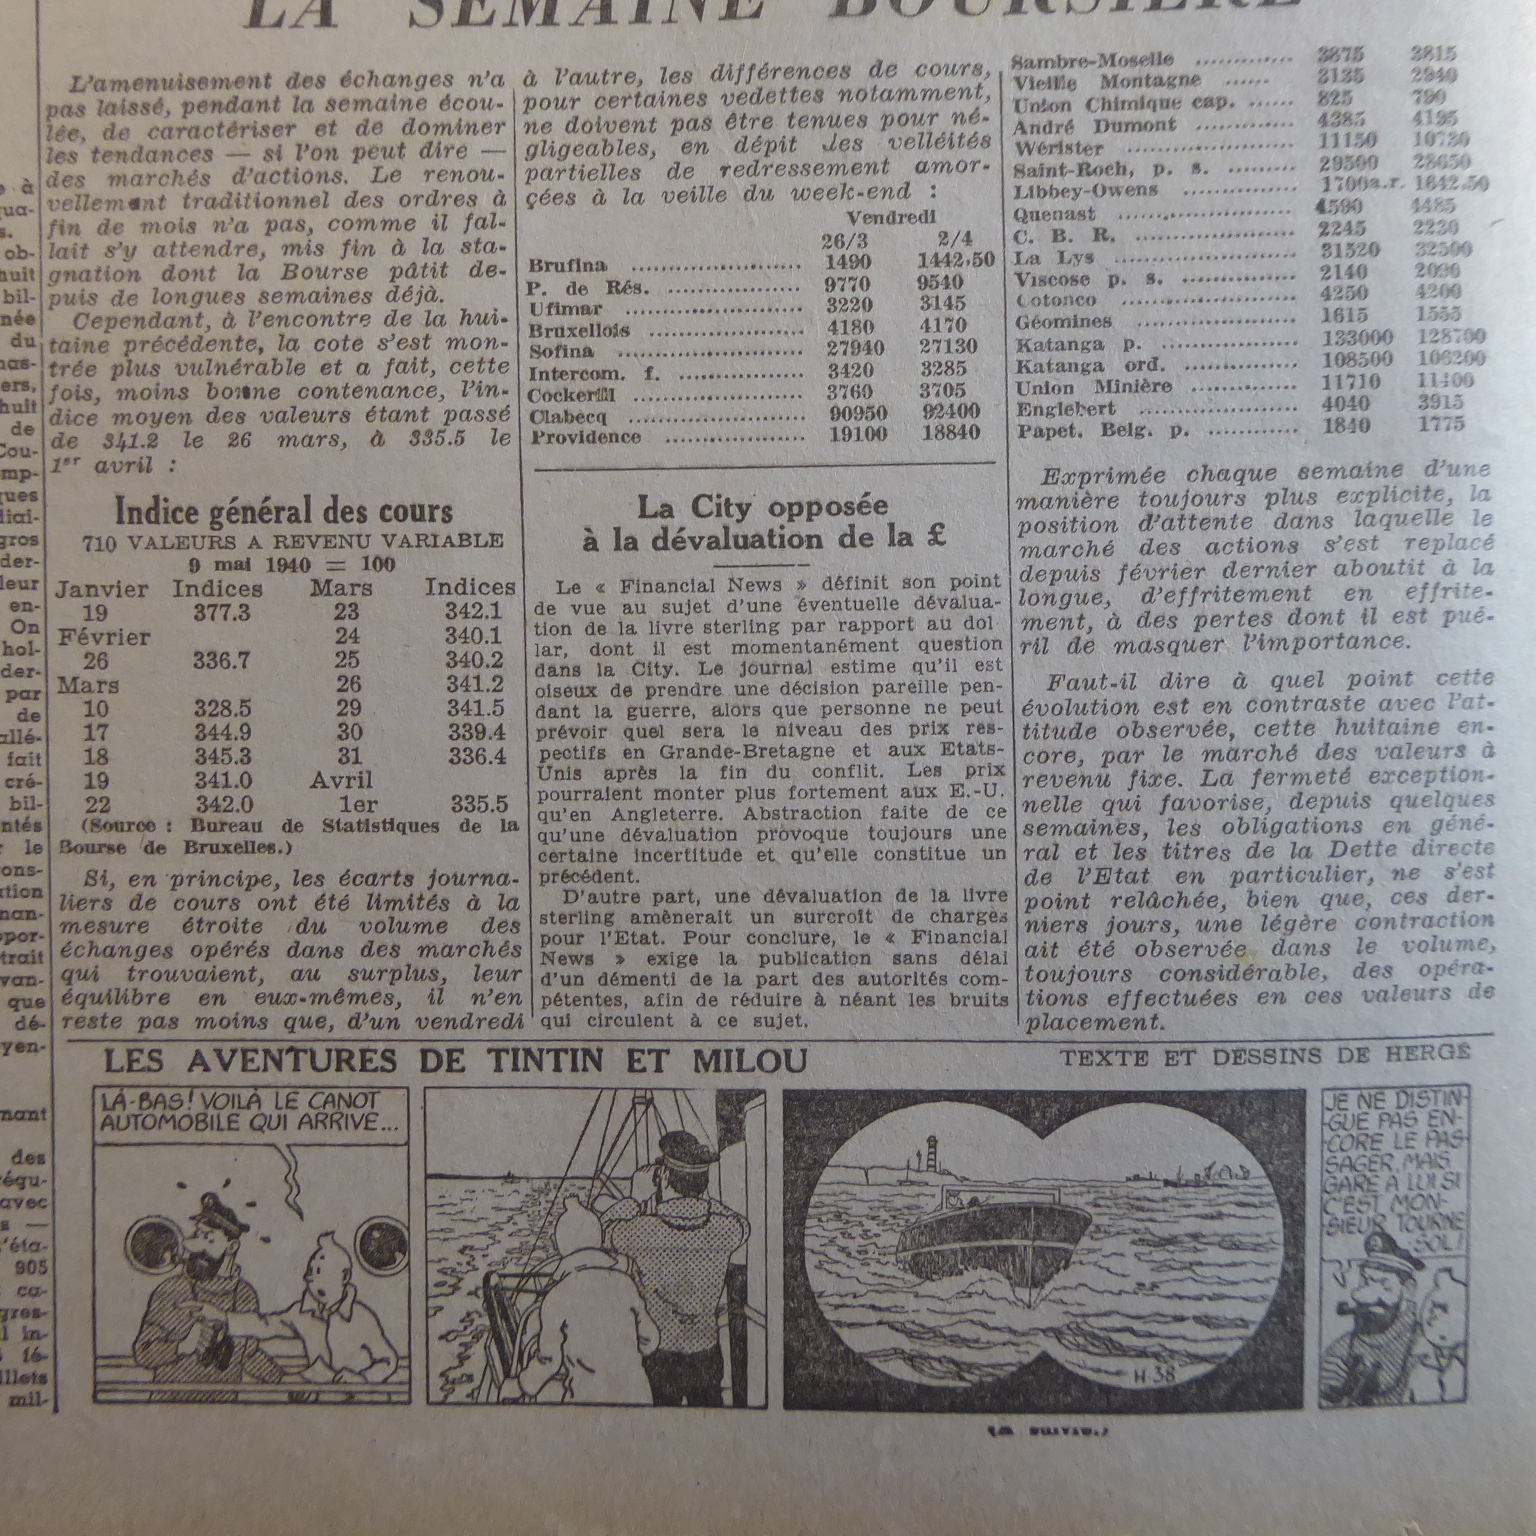 LA SEMAINE BOURSIÈRE
L'amenuisement des échanges n'a
pas laissé, pendant la semaine écou-
lée, de caractériser et de dominer
les tendances — si l'on peut dire —
des marchés d'actions. Le renou-
vellement traditionnel des ordres à
fin de mois n'a pas, comme il fal-
lait s'y attendre, mis fin à la sta-
gnation dont la Bourse pâtit de-
puis de longues semaines déjà.
Cependant, à l'encontre de la hui-
taine précédente, la cote s'est mon-
trée plus vulnérable et a fait, cette
fois, moins bonne contenance, l'in-
dice moyen des valeurs étant passé
de 341.2 le 26 mars, à 335.5 le
1er avril :
Indice général des cours
710 VALEURS A REVENU VARIABLE
9 mai 1940 = 100
Janvier Indices Mars Indices
19 377.3 23 342.1
Février 24 340.1
26 336.7 25 340.2
Mars 26 341.2
10 328.5 29 341.5
17 344.9 30 339.4
18 345.3 31 336.4
19 341.0 Avril
22 342.0 1er 335.5
(Source : Bureau de Statistiques de la
Bourse de Bruxelles.)
Si, en principe, les écarts journa-
liers de cours ont été limités à la
mesure étroite du volume des
échanges opérés dans des marchés
qui trouvaient, au surplus, leur
équilibre en eux-mêmes, il n'en
reste pas moins que, d'un vendredi
à l'autre, les différences de cours,
pour certaines vedettes notamment,
ne doivent pas être tenues pour né-
gligeables, en dépit des velléités
partielles de redressement amor-
çées à la veille du week-end :
Vendredi
26/3 2/4
Brufina .................... 1490 1442,50
P. de Rés. ................ 9770 9540
Ufimar .................... 3220 3145
Bruxellois .................. 4180 4170
Sofina ...................... 27940 27130
Intercom. f. ............... 3420 3285
Cockerill ................... 3760 3705
Clabecq .................... 90950 92400
Providence ................ 19100 18840
La City opposée
à la dévaluation de la £
Le « Financial News » définit son point
de vue au sujet d'une éventuelle dévalua-
tion de la livre sterling par rapport au dol
lar, dont il est momentanément question
dans la City. Le journal estime qu'il est
oiseux de prendre une décision pareille pen-
dant la guerre, alors que personne ne peut
prévoir quel sera le niveau des prix res-
pectifs en Grande-Bretagne et aux Etats-
Unis après la fin du conflit. Les prix
pourraient monter plus fortement aux E.-U.
qu'en Angleterre. Abstraction faite de ce
qu'une dévaluation provoque toujours une
certaine incertitude et qu'elle constitue un
précédent.
D'autre part, une dévaluation de la livre
sterling amènerait un surcroît de charges
pour l'Etat. Pour conclure, le « Financial
News » exige la publication sans délai
d'un démenti de la part des autorités com-
pétentes, afin de réduire à néant les bruits
qui circulent à ce sujet.
Sambre-Moselle ............ 3875 3815
Vieille Montagne ...... 3135 2940
Union Chimique cap. ...... 825 790
André Dumont ............. 4385 4195
Wérister .................... 11150 10730
Saint-Roch, p. s. ......... 29500 28650
Libbey-Owens ............. 1700a.r. 1642,50
Quenast .................... 4590 4485
C. B. R. .................... 2245 2230
La Lys ...................... 31520 32500
Viscose p. s. .............. 2140 2090
Cotonco .................... 4250 4200
Géomines .................. 1615 1555
Katanga p. ................ 133000 128700
Katanga ord. .............. 108500 106200
Union Minière ............. 11710 11400
Englebert .................. 4040 3915
Papet. Belg. p. ............ 1840 1775
Exprimée chaque semaine d'une
manière toujours plus explicite, la
position d'attente dans laquelle le
marché des actions s'est replacé
depuis février dernier aboutit à la
longue, d'effritement en effrite-
ment, à des pertes dont il est pué-
ril de masquer l'importance.
Faut-il dire à quel point cette
évolution est en contraste avec l'at-
titude observée, cette huitaine en-
core, par le marché des valeurs à
revenu fixe. La fermeté exception-
nelle qui favorise, depuis quelques
semaines, les obligations en géné-
ral et les titres de la Dette directe
de l'Etat en particulier, ne s'est
point relâchée, bien que, ces der-
niers jours, une légère contraction
ait été observée dans le volume,
toujours considérable, des opéra-
tions effectuées en ces valeurs de
placement.
LES AVENTURES DE TINTIN ET MILOU
TEXTE ET DESSINS DE HERGÉ
LÀ-BAS! VOILÀ LE CANOT
AUTOMOBILE QUI ARRIVE...
H 38
JE NE DISTIN-
GUE PAS EN-
CORE LE PAS-
SAGER, MAIS
GARE À LUI SI
C'EST MON-
SIEUR TOURNE
SOL!
(A suivre.)